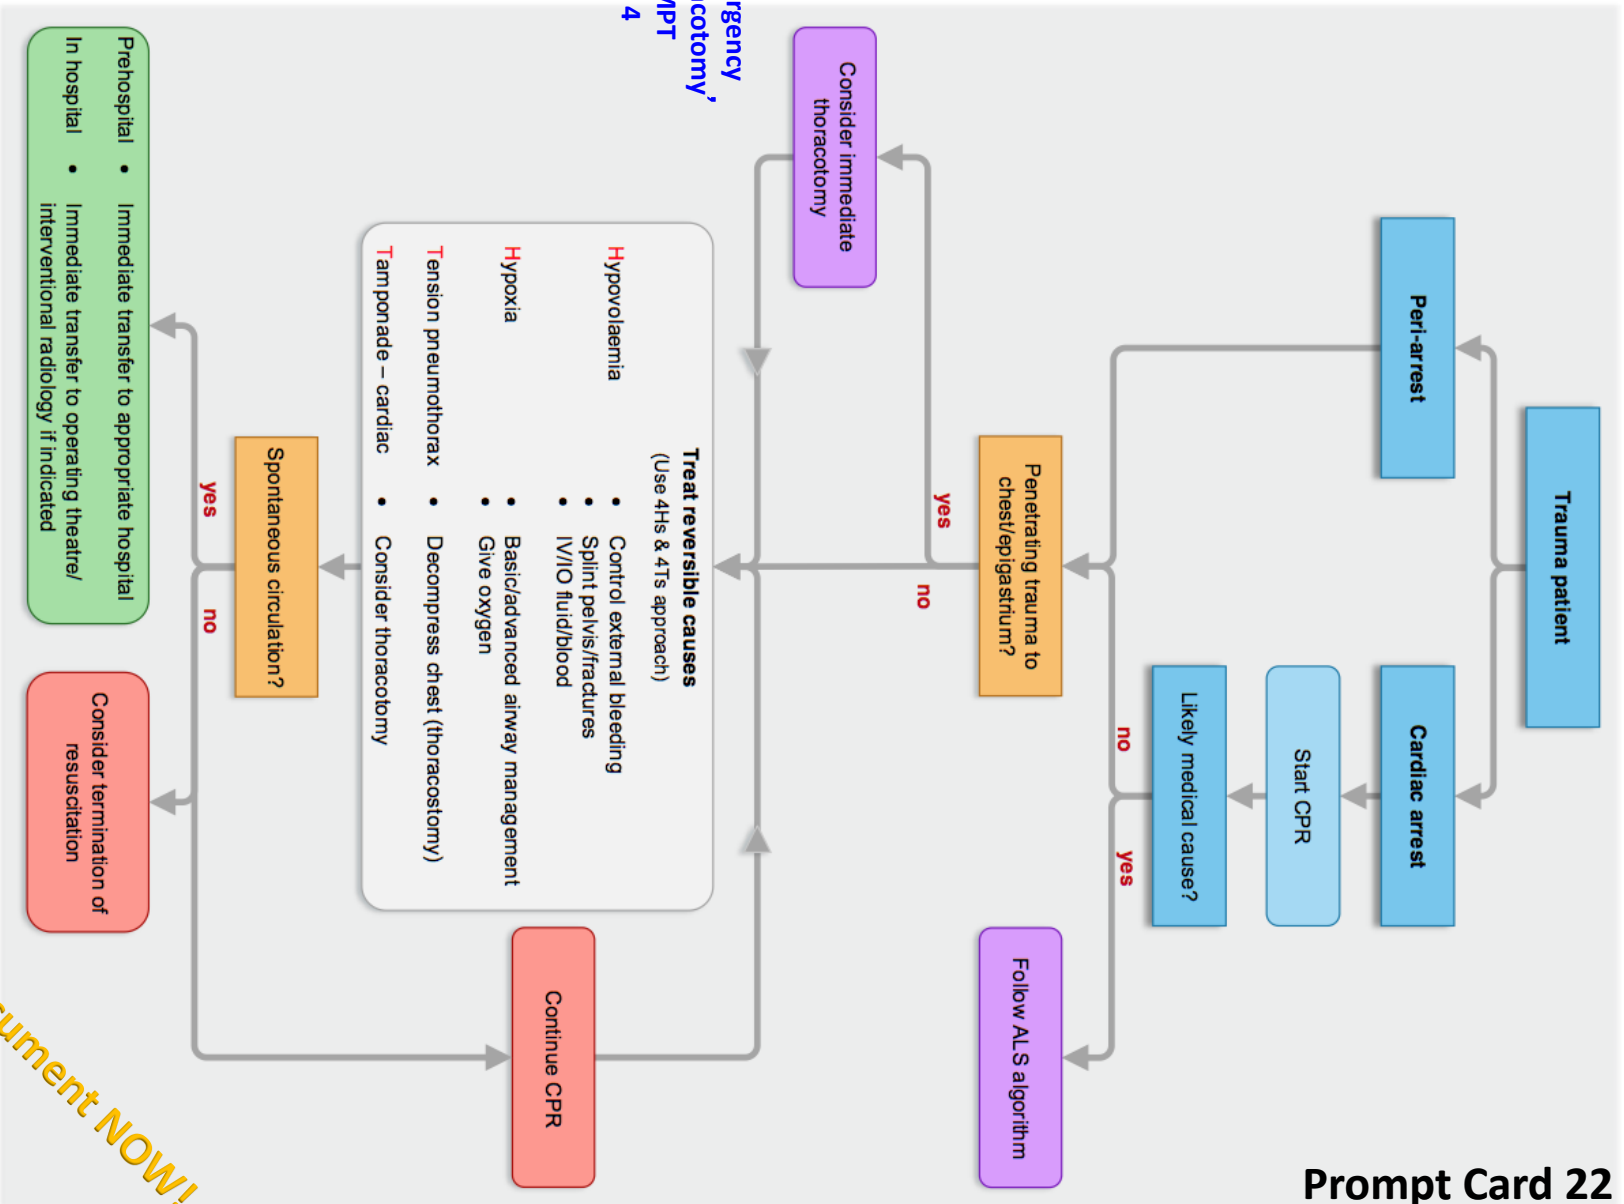 Prompt Card 22
Trauma patient
Peri-arrest
Cardiac arrest
Start CPR
Likely medical cause?
no
yes
Follow ALS algorithm
Penetrating trauma to
chest/epigastrium?
yes
no
Consider immediate
thoracotomy
4
Treat reversible causes
(Use 4Hs & 4Ts approach)
Hypovolaemia
• Control external bleeding
• Splint pelvis/fractures
• IV/IO fluid/blood
Hypoxia
• Basic/advanced airway management
• Give oxygen
Tension pneumothorax • Decompress chest (thoracostomy)
Tamponade – cardiac • Consider thoracotomy
Continue CPR
Spontaneous circulation?
yes
no
Prehospital • Immediate transfer to appropriate hospital
In hospital • Immediate transfer to operating theatre/
interventional radiology if indicated
Consider termination of
resuscitation
NOW!